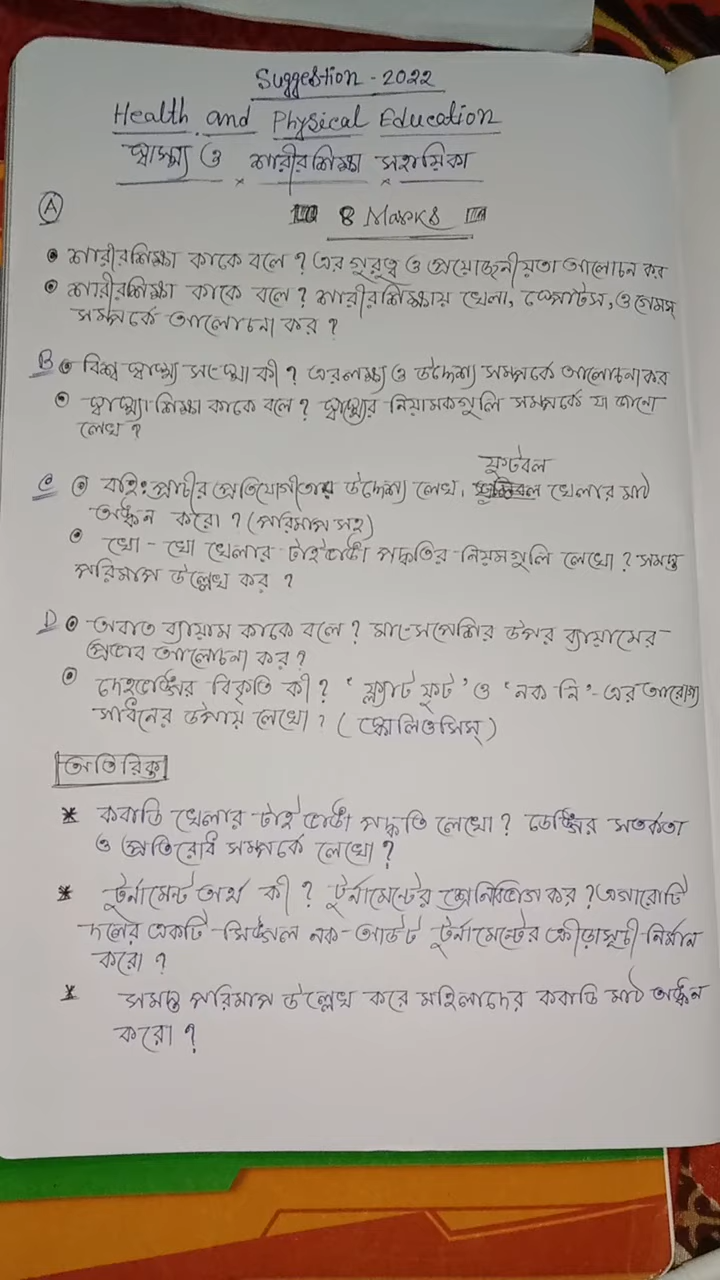 Suggestion - 2022
Health and Physical Education
স্বাস্থ্য ও শারীরশিক্ষা সহায়িকা
A
8 Marks
• শারীরশিক্ষা কাকে বলে? এর গুরুত্ব ও প্রয়োজনীয়তা আলোচনা কর
• শারীরশিক্ষা কাকে বলে? শারীরশিক্ষায় খেলা, স্পোর্টস, ও গেমস্
সম্পর্কে আলোচনা কর?
B • বিশ্ব স্বাস্থ্য সংস্থা কী? এর লক্ষ্য ও উদ্দেশ্য সম্পর্কে আলোচনা কর
• স্বাস্থ্য শিক্ষা কাকে বলে? স্বাস্থ্যের নিয়ামকগুলি সম্পর্কে যা জানো
লেখ?
ফুটবল
C • বহিঃপ্রাচীর প্রতিযোগীতার উদ্দেশ্য লেখ, খেলার মাঠ
অঙ্কন করো? (পরিমাপ সহ)
• খো-খো খেলার টাইভাঙা পদ্ধতির নিয়মগুলি লেখো? সমস্ত
পরিমাপ উল্লেখ কর?
D • অবাত ব্যায়াম কাকে বলে? মাংসপেশির উপর ব্যায়ামের
প্রভাব আলোচনা কর?
• দেহভঙ্গির বিকৃতি কী? 'ফ্ল্যাট ফুট' ও 'নক নি'-এর আরোগ্য
সাধনের উপায় লেখো? (স্কোলিওসিস্)
অতিরিক্ত
* কবাডি খেলার টাইভাঙা পদ্ধতি লেখো? ডেঙ্গির সতর্কতা
ও প্রতিরোধ সম্পর্কে লেখো?
* টুর্নামেন্ট অর্থ কী? টুর্নামেন্টের শ্রেনিবিভাগ কর? এগারোটি
দলের একটি সিঙ্গেল নক-আউট টুর্নামেন্টের ক্রীড়াসূচী নির্মান
করো?
* সমস্ত পরিমাপ উল্লেখ করে মহিলাদের কবাডি মাঠ অঙ্কন
করো?